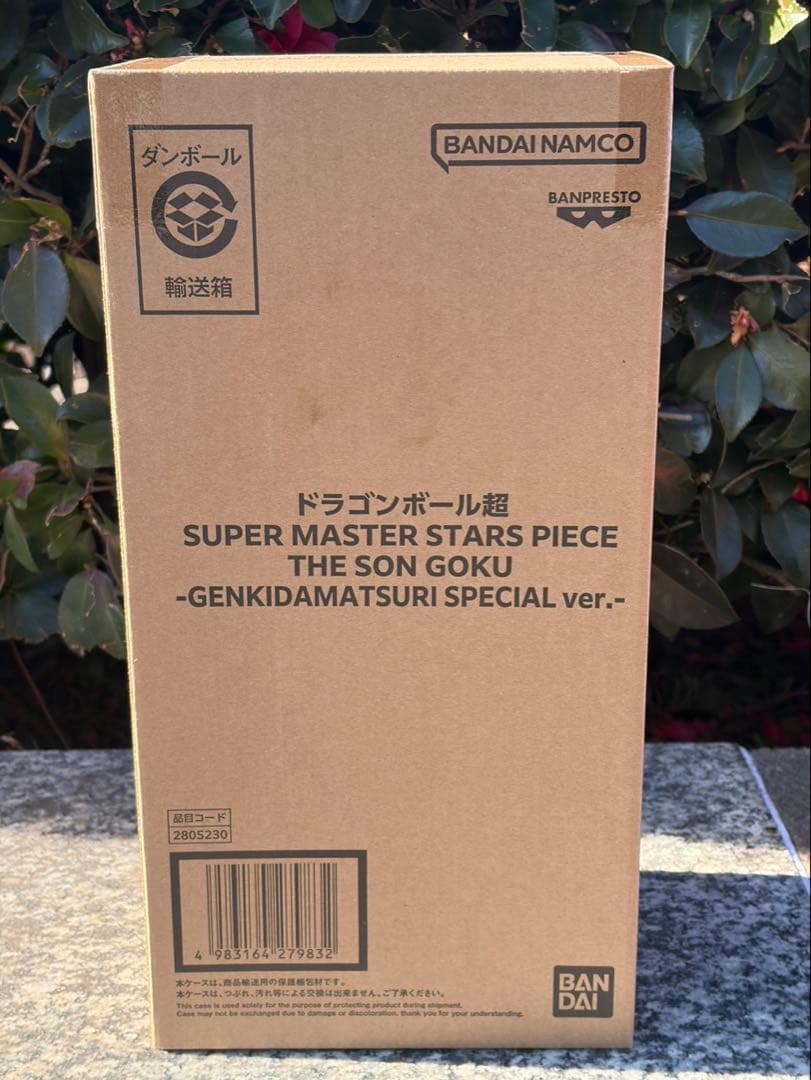 ダンボール
輸送箱
BANDAI NAMCO
BANPRESTO
ドラゴンボール超
SUPER MASTER STARS PIECE
THE SON GOKU
-GENKIDAMATSURI SPECIAL ver.-
品目コード
2805230
4 983164 279832
本ケースは、商品輸送用の保護梱包材です。
本ケースは、つぶれ、汚れ等による交換は出来ません、ご了承ください。
This case is used solely for the purpose of protecting product during shipment.
Case may not be exchanged due to damage or discoloration. thank you for your understanding.
BAN
DAI